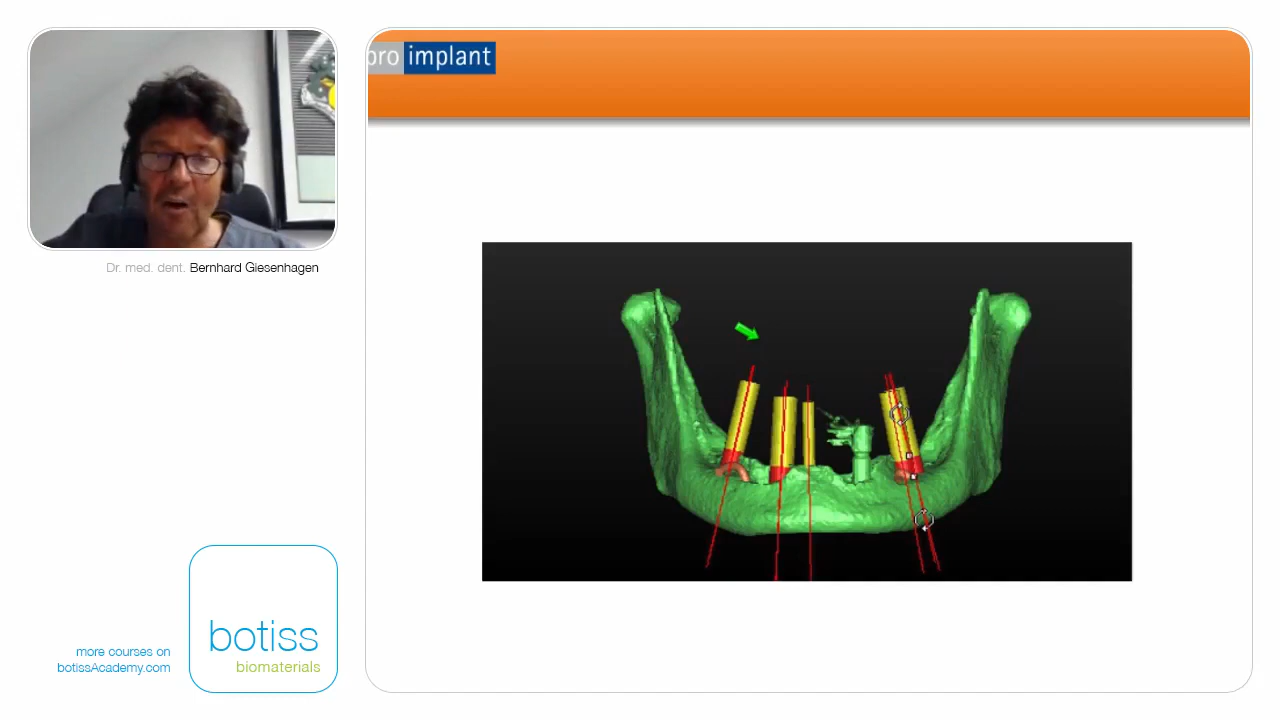 pro implant
Dr. med. dent. Bernhard Giesenhagen
botiss
biomaterials
more courses on
botissAcademy.com